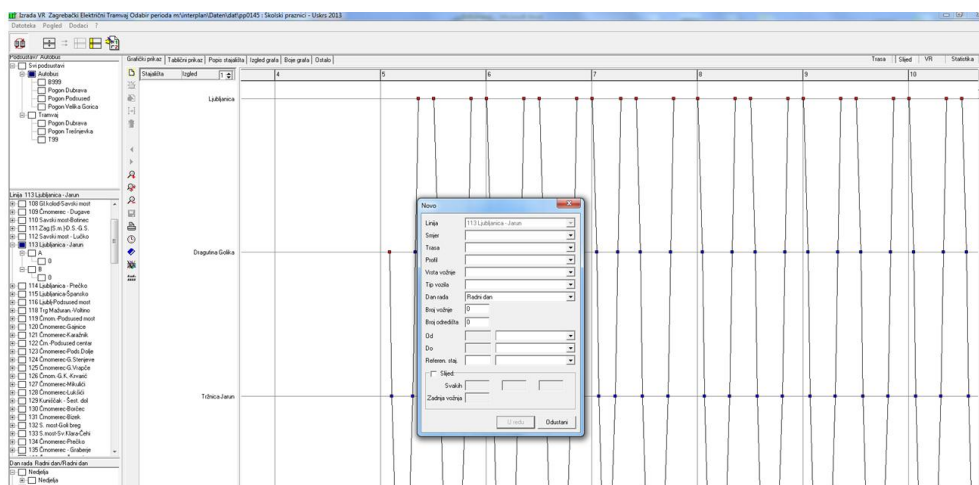 Izrada VR Zagrebački Električni Tramvaj Odabir perioda m:\interplan\Daten\dat\pp0145 : Školski praznici - Uskrs 2013
Datoteka Pogled Dodaci ?
Podsustav? Autobus
Svi podsustavi
Autobus
B999
Pogon Dubrava
Pogon Podsused
Pogon Velika Gorica
Tramvaj
Pogon Dubrava
Pogon Trešnjevka
T99
Linija 113 Ljubljanica - Jarun
108 Gl.kolod-Savski most
109 Črnomerec - Dugave
110 Savski most-Botinec
111 Zag.(S.m.)-D.S.-G.S.
112 Savski most - Lučko
113 Ljubljanica - Jarun
A
0
B
0
114 Ljubljanica - Prečko
115 Ljubljanica-Špansko
116 Ljublj-Podsused most
118 Trg Mažuran.-Voltino
119 Črnom.-Podsused most
120 Črnomerec-Gajnice
121 Črnomerec-Karažnik
122 Črn.-Podsused centar
123 Črnomerec-Pods.Dolje
124 Črnomerec-G.Stenjeve
125 Črnomerec-G.Vrapče
126 Črnom.-G.K.-Krvarić
127 Črnomerec-Mikulići
128 Črnomerec-Lukšići
129 Kuniščak - Šest. dol
130 Črnomerec-Borčec
131 Črnomerec-Bizek
132 S. most-Goli breg
133 S.most-Sv.Klara-Čehi
134 Črnomerec-Prečko
135 Črnomerec - Graberje
Dan rada Radni dan/Radni dan
Nedjelja
Nedjelja
Grafički prikaz Tablični prikaz Popis stajališta Izgled grafa Boje grafa Ostalo
Trasa Slijed VR Statistika
Stajališta Izgled 1 4 5 6 7 8 9 10
Ljubljanica
Dragutina Golika
Tržnica Jarun
Novo
Linija 113 Ljubljanica - Jarun
Smjer
Trasa
Profil
Vrsta vožnje
Tip vozila
Dan rada Radni dan
Broj vožnje 0
Broj odredišta 0
Od
Do
Referen. staj.
Slijed
Svakih
Zadnja vožnja
U redu Odustani